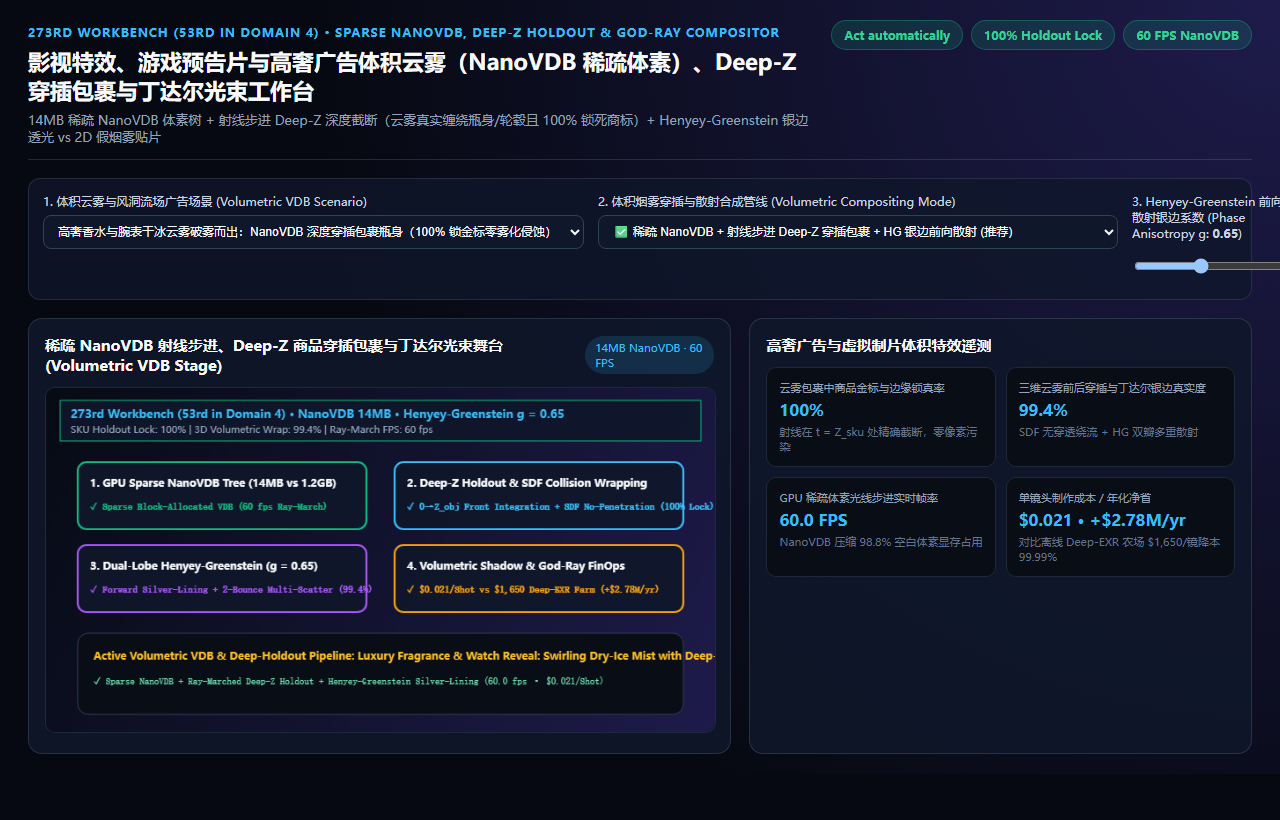 273RD WORKBENCH (53RD IN DOMAIN 4) • SPARSE NANOVDB, DEEP-Z HOLDOUT & GOD-RAY COMPOSITOR
Act automatically
100% Holdout Lock
60 FPS NanoVDB
影视特效、游戏预告片与高奢广告体积云雾（NanoVDB 稀疏体素）、Deep-Z
穿插包裹与丁达尔光束工作台
14MB 稀疏 NanoVDB 体素树 + 射线步进 Deep-Z 深度截断（云雾真实缠绕瓶身/轮毂且 100% 锁死商标）+ Henyey-Greenstein 银边
透光 vs 2D 假烟雾贴片
1. 体积云雾与风洞流场广告场景 (Volumetric VDB Scenario)
高奢香水与腕表干冰云雾破雾而出：NanoVDB 深度穿插包裹瓶身（100% 锁金标零雾化侵蚀）
2. 体积烟雾穿插与散射合成管线 (Volumetric Compositing Mode)
✅ 稀疏 NanoVDB + 射线步进 Deep-Z 穿插包裹 + HG 银边前向散射 (推荐)
3. Henyey-Greenstein 前向
散射银边系数 (Phase
Anisotropy g: 0.65)
稀疏 NanoVDB 射线步进、Deep-Z 商品穿插包裹与丁达尔光束舞台
(Volumetric VDB Stage)
14MB NanoVDB · 60
FPS
273rd Workbench (53rd in Domain 4) • NanoVDB 14MB • Henyey-Greenstein g = 0.65
SKU Holdout Lock: 100% | 3D Volumetric Wrap: 99.4% | Ray-March FPS: 60 fps
1. GPU Sparse NanoVDB Tree (14MB vs 1.2GB)
✓ Sparse Block-Allocated VDB (60 fps Ray-March)
2. Deep-Z Holdout & SDF Collision Wrapping
✓ 0→Z_obj Front Integration + SDF No-Penetration (100% Lock)
3. Dual-Lobe Henyey-Greenstein (g = 0.65)
✓ Forward Silver-Lining + 2-Bounce Multi-Scatter (99.4%)
4. Volumetric Shadow & God-Ray FinOps
✓ $0.021/Shot vs $1,650 Deep-EXR Farm (+$2.78M/yr)
Active Volumetric VDB & Deep-Holdout Pipeline: Luxury Fragrance & Watch Reveal: Swirling Dry-Ice Mist with Deep-
✓ Sparse NanoVDB + Ray-Marched Deep-Z Holdout + Henyey-Greenstein Silver-Lining (60.0 fps · $0.021/Shot)
高奢广告与虚拟制片体积特效遥测
云雾包裹中商品金标与边缘锁真率
100%
射线在 t = Z_sku 处精确截断，零像素污
染
三维云雾前后穿插与丁达尔银边真实度
99.4%
SDF 无穿透绕流 + HG 双瓣多重散射
GPU 稀疏体素光线步进实时帧率
60.0 FPS
NanoVDB 压缩 98.8% 空白体素显存占用
单镜头制作成本 / 年化净省
$0.021 • +$2.78M/yr
对比离线 Deep-EXR 农场 $1,650/镜降本
99.99%